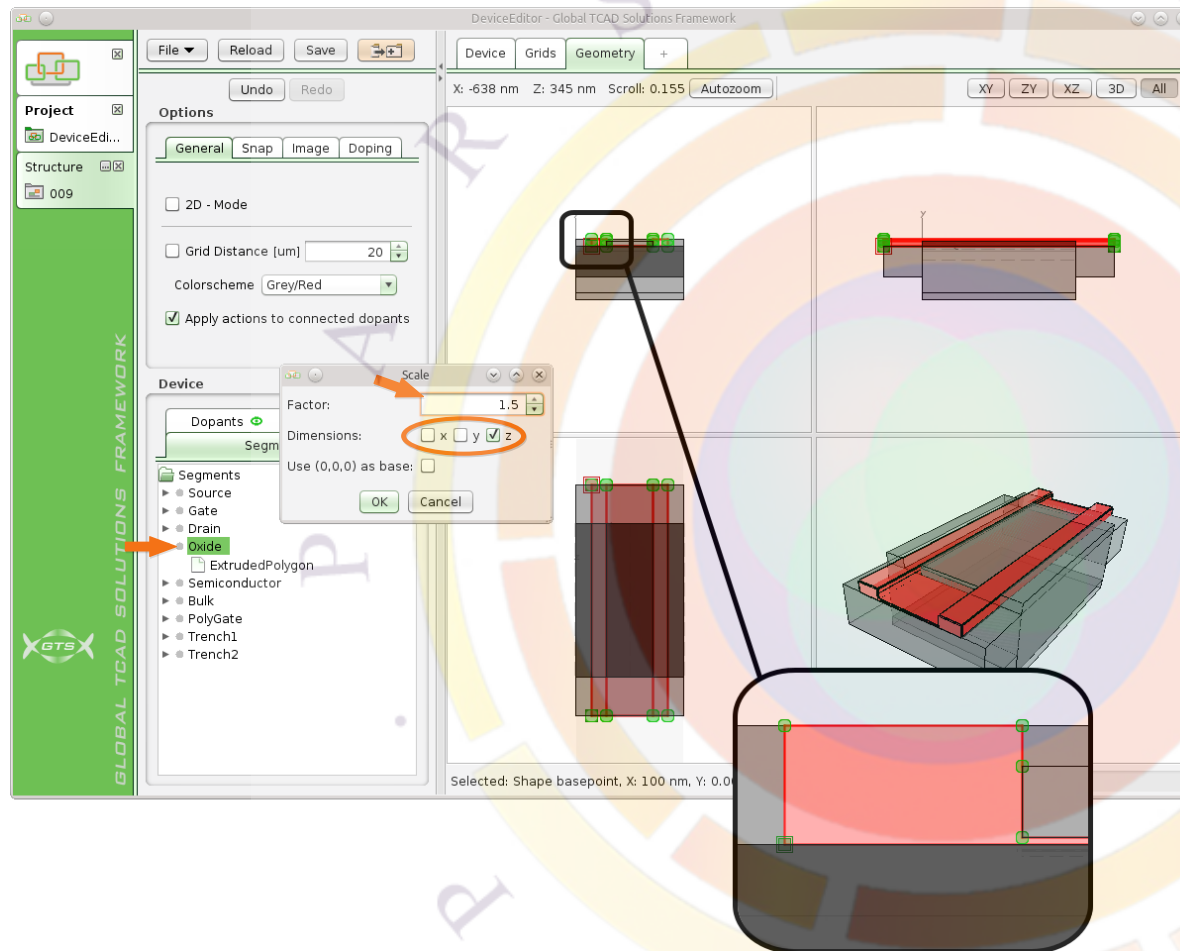 DeviceEditor - Global TCAD Solutions Framework
File
Reload
Save
Undo
Redo
Project
DeviceEdi...
Structure
009
GLOBAL TCAD SOLUTIONS FRAMEWORK
GTS
Options
General
Snap
Image
Doping
2D - Mode
Grid Distance [um]
20
Colorscheme
Grey/Red
Apply actions to connected dopants
Device
Dopants
Segm
Segments
Source
Gate
Drain
Oxide
ExtrudedPolygon
Semiconductor
Bulk
PolyGate
Trench1
Trench2
Scale
Factor:
1.5
Dimensions:
x
y
z
Use (0,0,0) as base:
OK
Cancel
Device
Grids
Geometry
+
X: -638 nm Z: 345 nm Scroll: 0.155
Autozoom
XY
ZY
XZ
3D
All
Y
Selected: Shape basepoint, X: 100 nm, Y: 0.0
P · P A R S